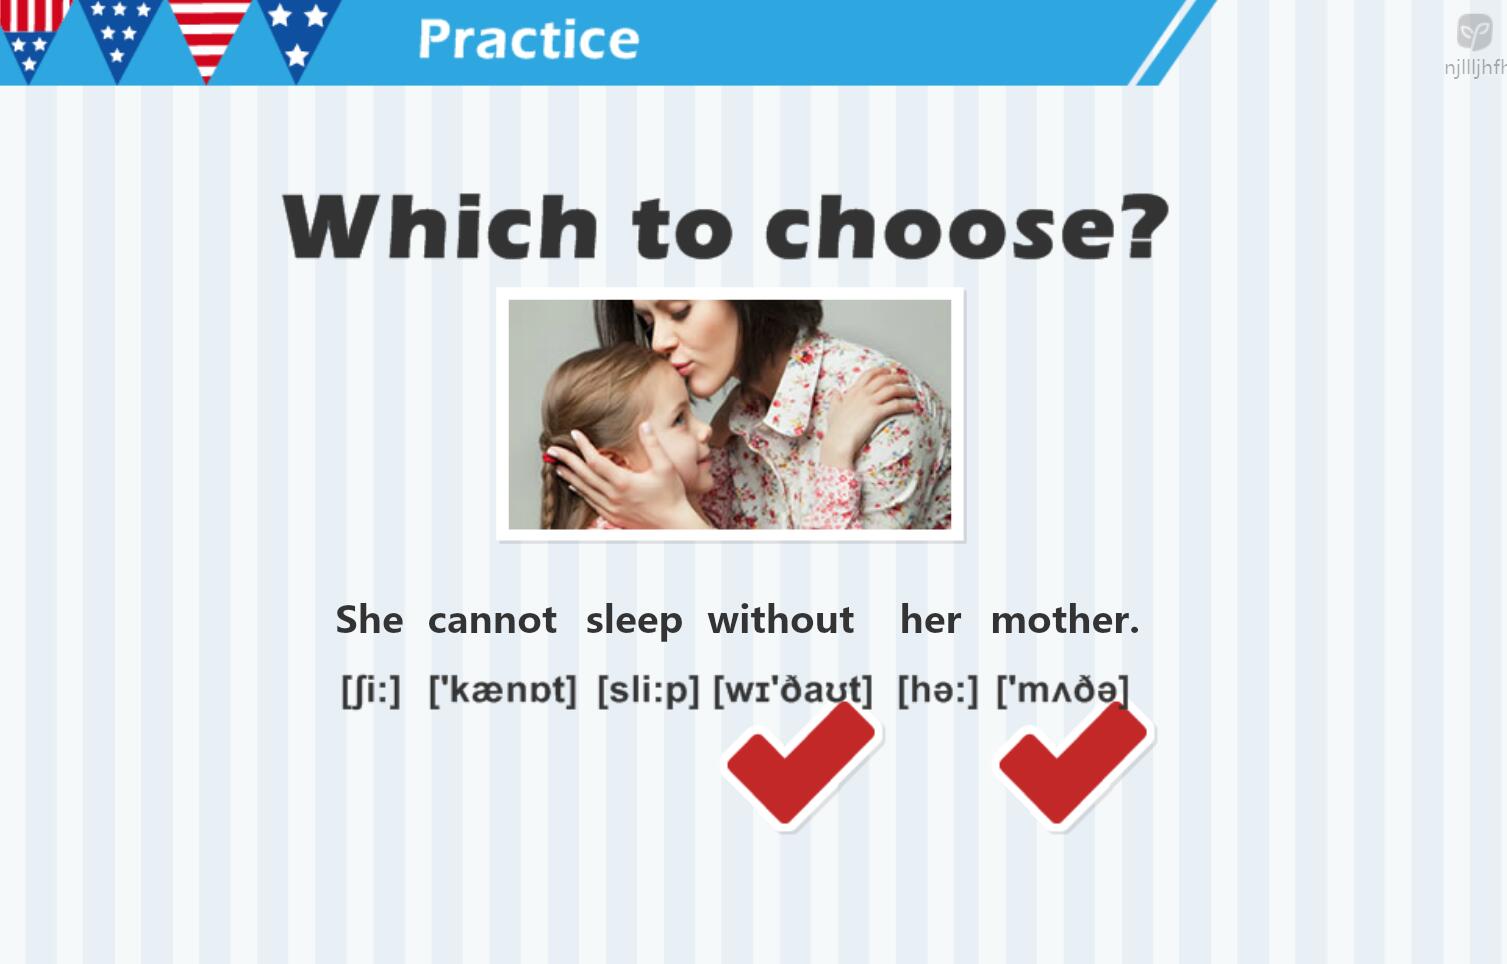 Practice
njllljhfh
Which to choose?
She cannot sleep without her mother.
[ʃi:] ['kænɒt] [sli:p] [wɪ'ðaʊt] [hə:] ['mʌðə]